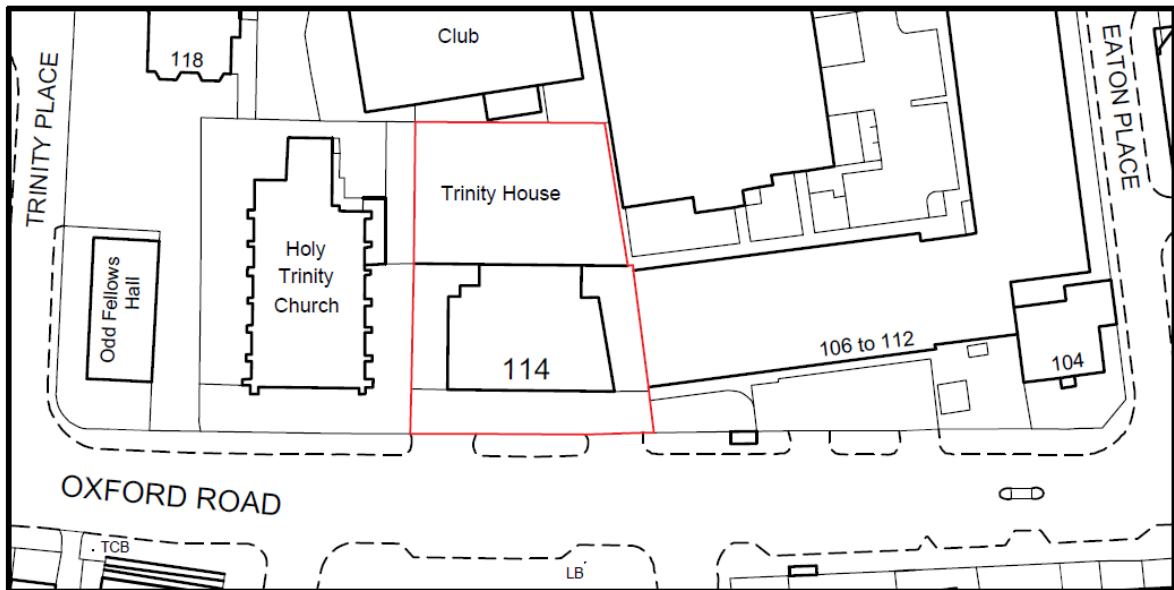 118
Club
TRINITY PLACE
EATON PLACE
Trinity House
Holy
Trinity
Church
Odd Fellows
Hall
114
106 to 112
104
OXFORD ROAD
TCB
LB